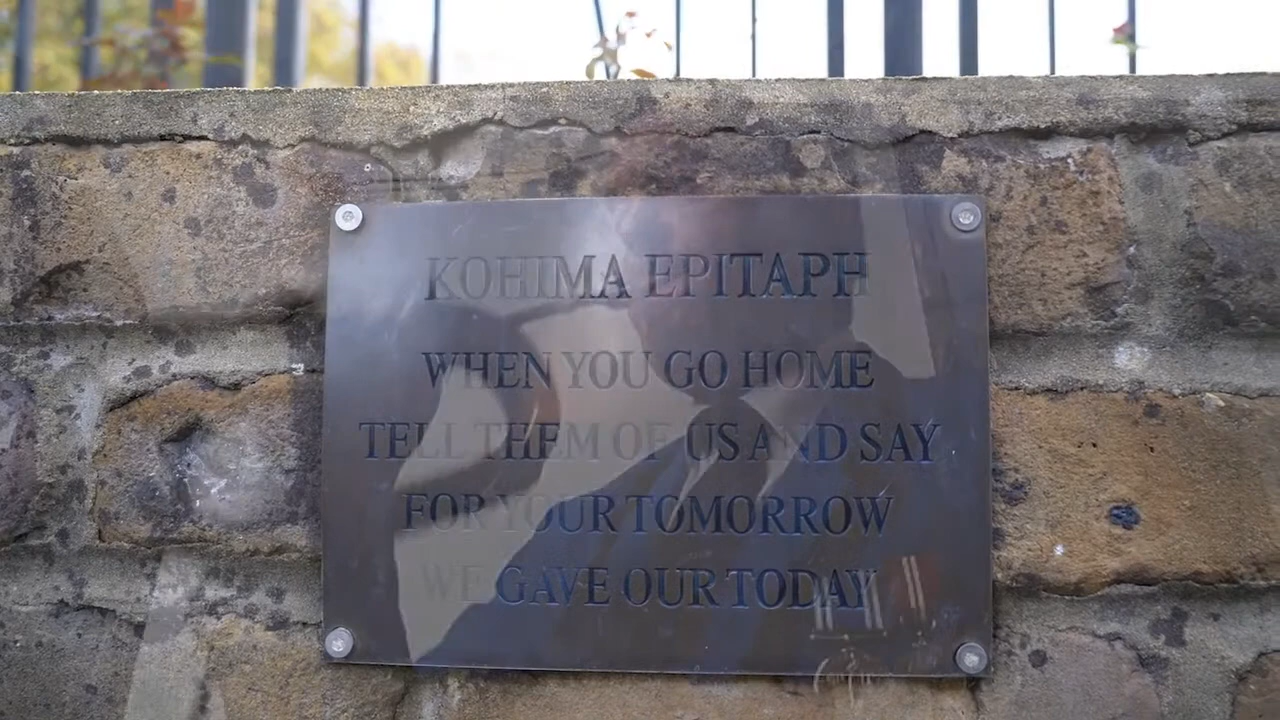 KOHIMA EPITAPH
WHEN YOU GO HOME
TELL THEM OF US AND SAY
FOR YOUR TOMORROW
WE GAVE OUR TODAY